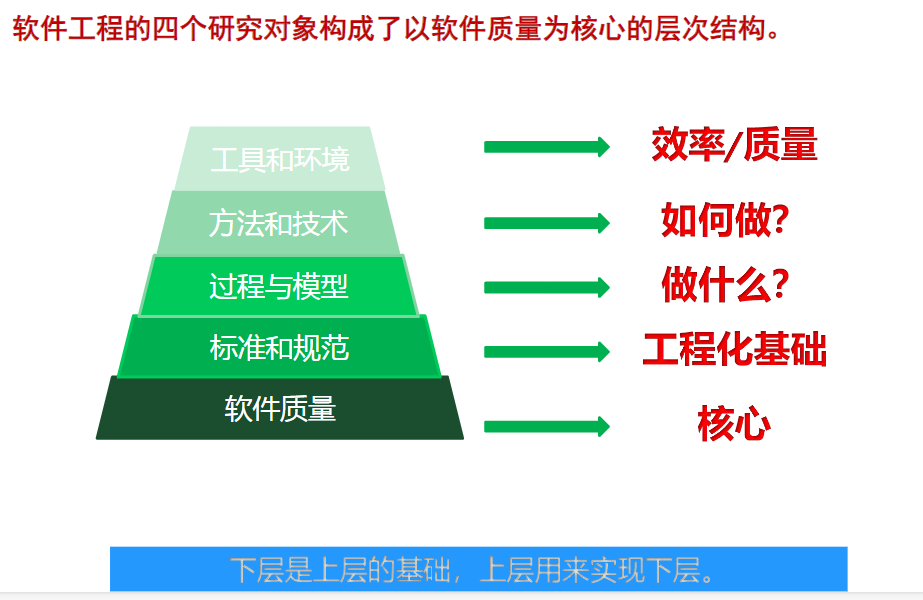 软件工程的四个研究对象构成了以软件质量为核心的层次结构。
工具和环境 效率/质量
方法和技术 如何做?
过程与模型 做什么?
标准和规范 工程化基础
软件质量 核心
下层是上层的基础，上层用来实现下层。